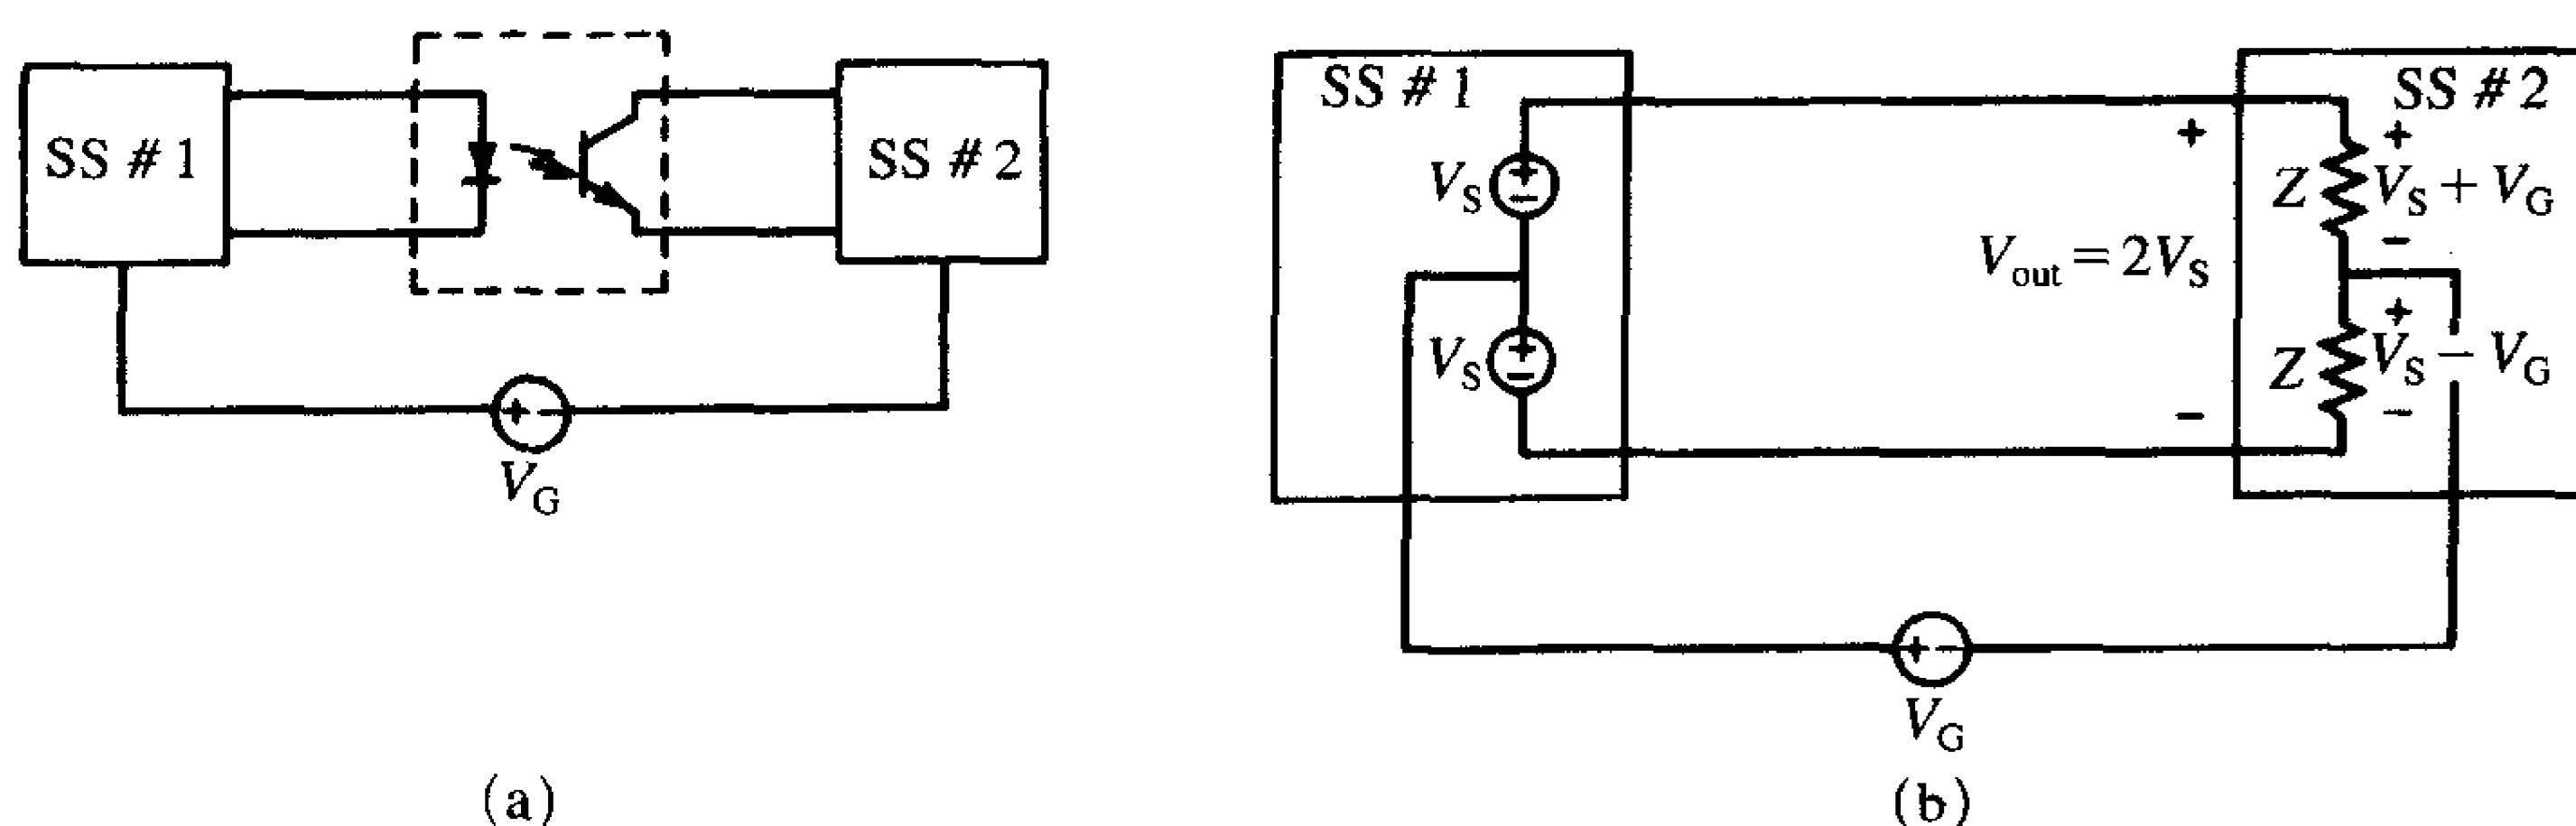 SS # 1
SS # 2
+ −
V_G
(a)
SS # 1
V_S
+
−
V_S
+
−
+
V_out = 2V_S
−
SS # 2
+
Z V_S + V_G
−
+
Z V_S − V_G
−
+ −
V_G
(b)